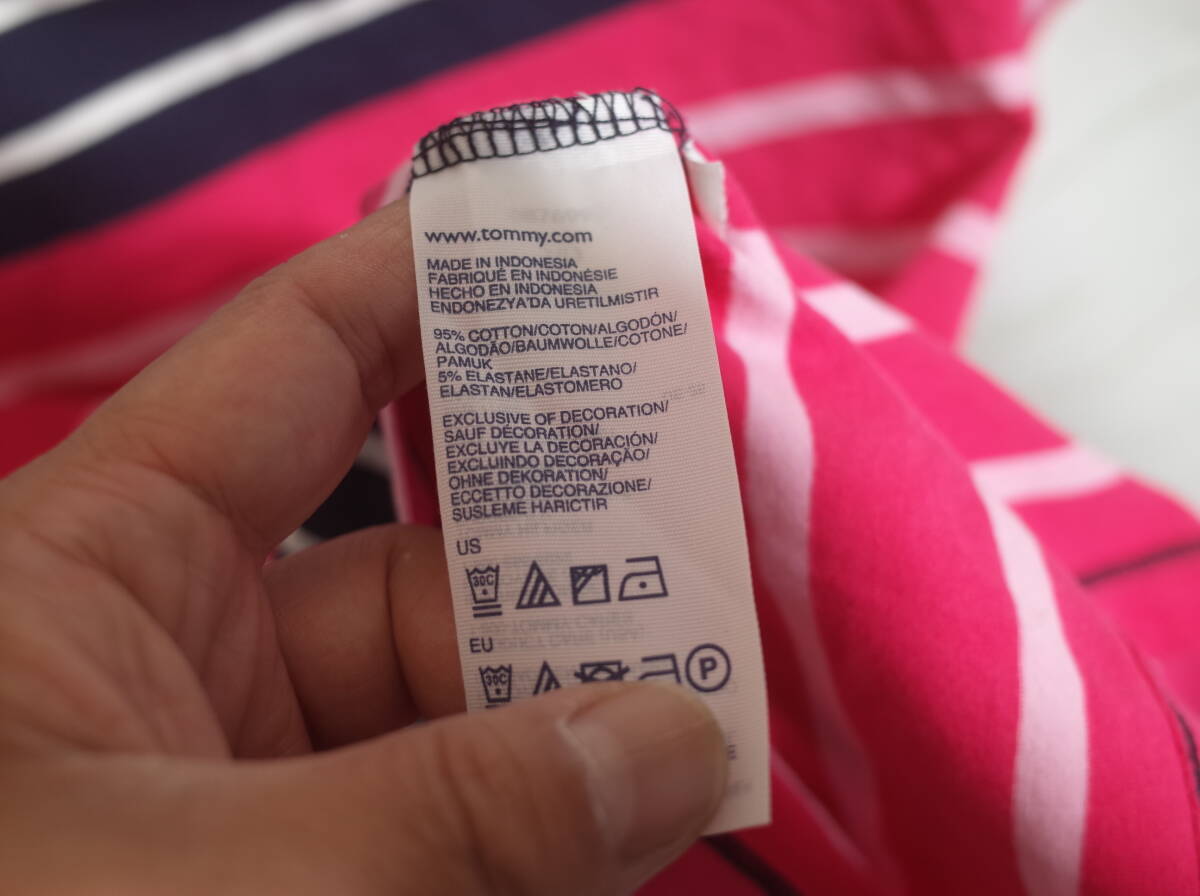 www.tommy.com
MADE IN INDONESIA
FABRIQUÉ EN INDONÉSIE
HECHO EN INDONESIA
ENDONEZYA'DA URETILMISTIR
95% COTTON/COTON/ALGODÓN/
ALGODÃO/BAUMWOLLE/COTONE/
PAMUK
5% ELASTANE/ELASTANO/
ELASTAN/ELASTOMERO
EXCLUSIVE OF DECORATION/
SAUF DÉCORATION/
EXCLUYE LA DECORACIÓN/
EXCLUINDO DECORAÇÃO/
OHNE DEKORATION/
ECCETTO DECORAZIONE/
SUSLEME HARICTIR
US
30C
EU
30C P